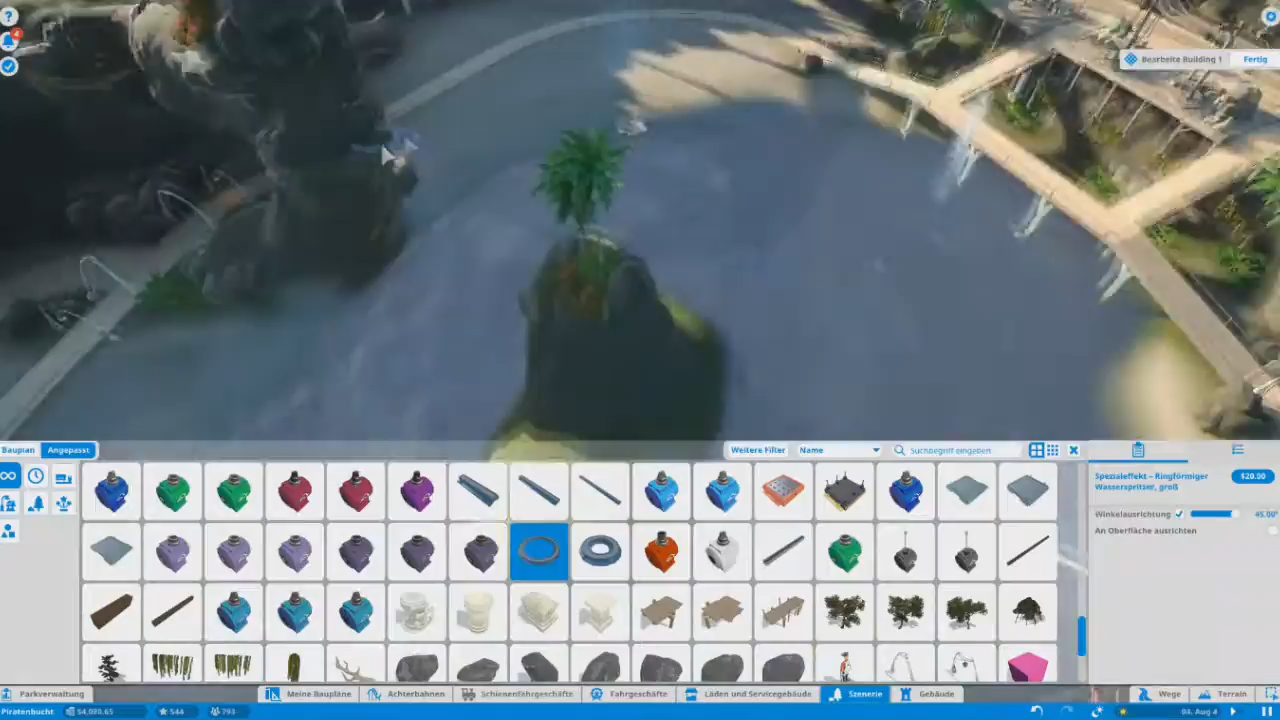 ?
4
Bearbeite Building 1 Fertig
Bauplan Angepasst Weitere Filter Name Suchbegriff eingeben
Spezialeffekt – Ringförmiger Wasserspritzer, groß $20.00
Winkelausrichtung 45.00°
An Oberfläche ausrichten
Parkverwaltung Meine Baupläne Achterbahnen Schienenfahrgeschäfte Fahrgeschäfte Läden und Servicegebäude Szenerie Gebäude Wege Terrain
Piratenbucht 544 793 04. Aug 4